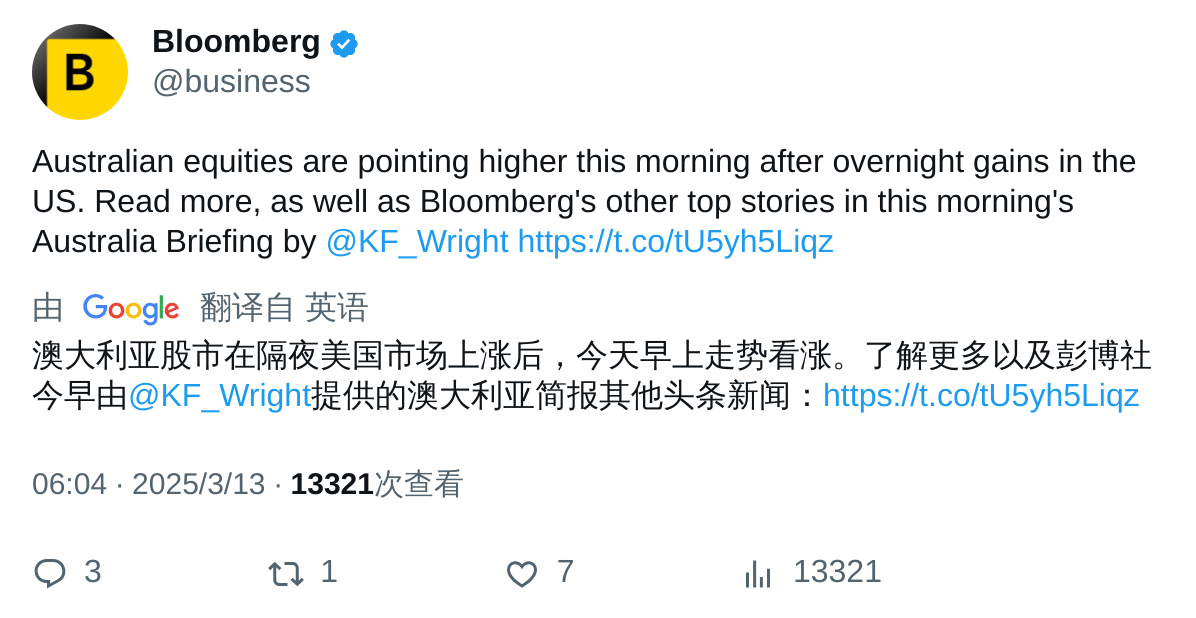 B
Bloomberg
@business
Australian equities are pointing higher this morning after overnight gains in the
US. Read more, as well as Bloomberg's other top stories in this morning's
Australia Briefing by @KF_Wright https://t.co/tU5yh5Liqz
由 Google 翻译自 英语
澳大利亚股市在隔夜美国市场上涨后，今天早上走势看涨。了解更多以及彭博社
今早由@KF_Wright提供的澳大利亚简报其他头条新闻：https://t.co/tU5yh5Liqz
06:04 · 2025/3/13 · 13321次查看
3 1 7 13321